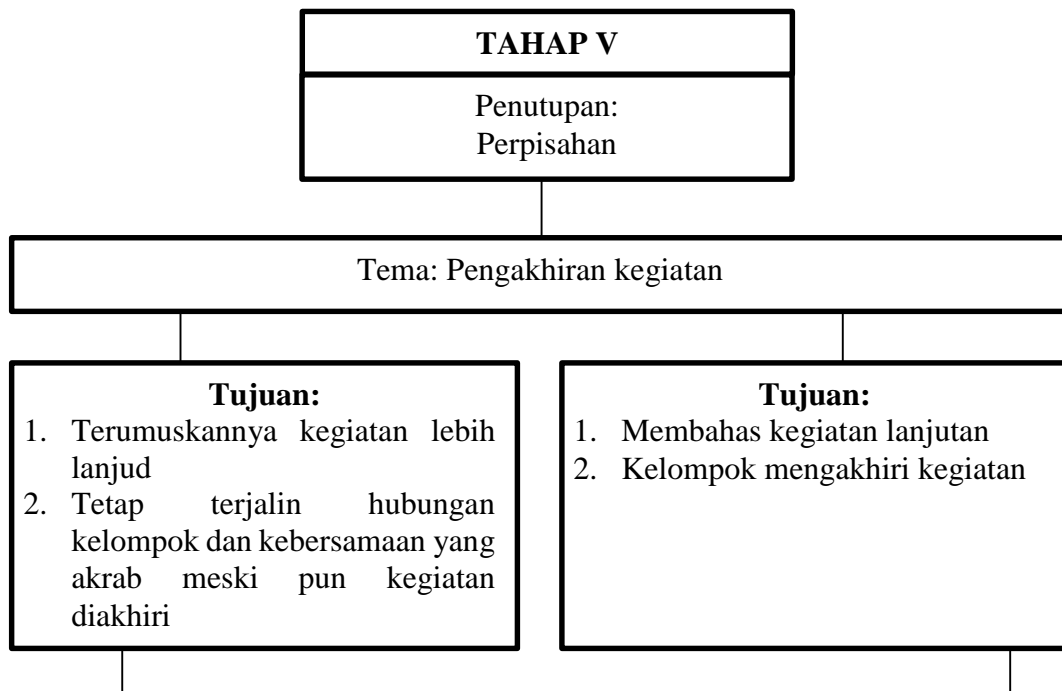 TAHAP V
Penutupan:
Perpisahan
Tema: Pengakhiran kegiatan
Tujuan:
1. Terumuskannya kegiatan lebih
lanjud
2. Tetap terjalin hubungan
kelompok dan kebersamaan yang
akrab meski pun kegiatan
diakhiri
Tujuan:
1. Membahas kegiatan lanjutan
2. Kelompok mengakhiri kegiatan